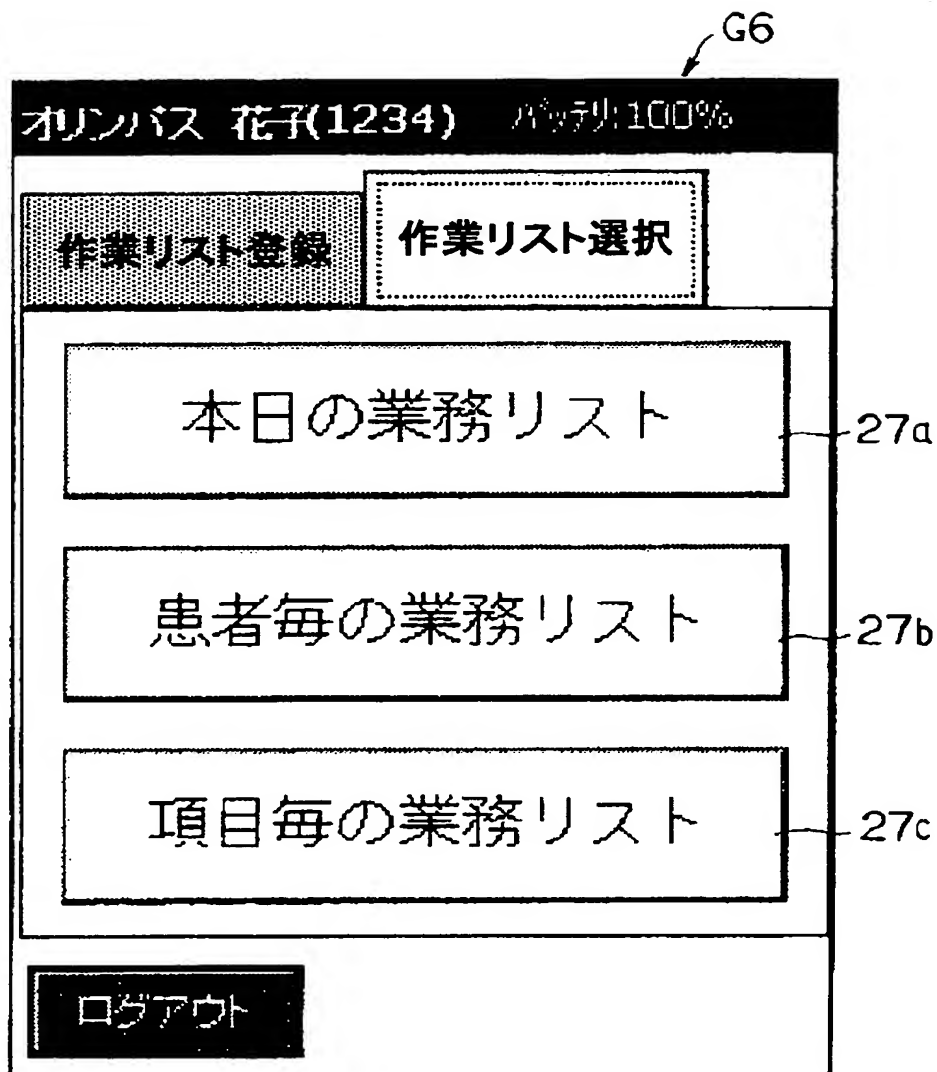 G6
オリンパス 花子(1234) バッテリ:100%
作業リスト登録 作業リスト選択
本日の業務リスト 27a
患者毎の業務リスト 27b
項目毎の業務リスト 27c
ログアウト